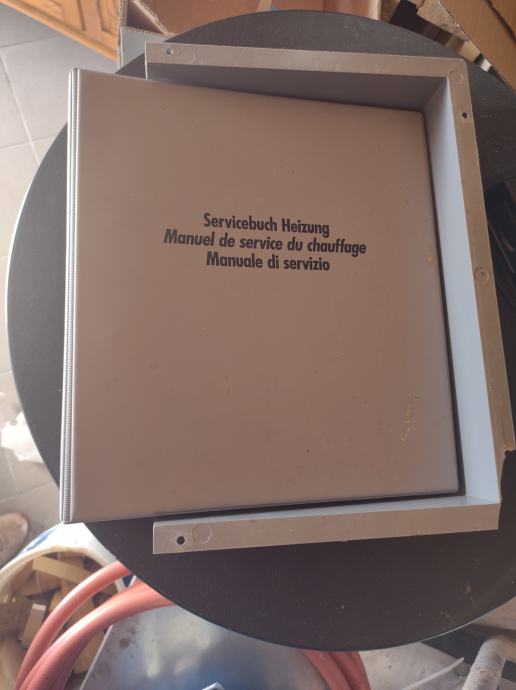 Servicebuch Heizung
Manuel de service du chauffage
Manuale di servizio